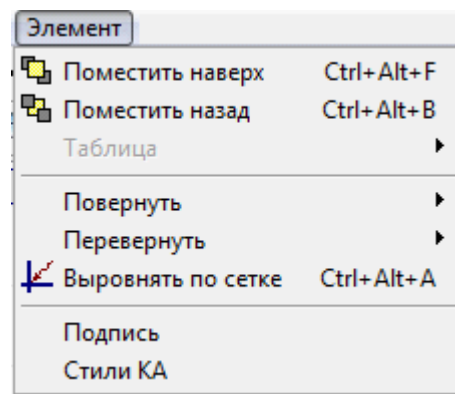 Элемент
Поместить наверх Ctrl+Alt+F
Поместить назад Ctrl+Alt+B
Таблица
Повернуть
Перевернуть
Выровнять по сетке Ctrl+Alt+A
Подпись
Стили КА